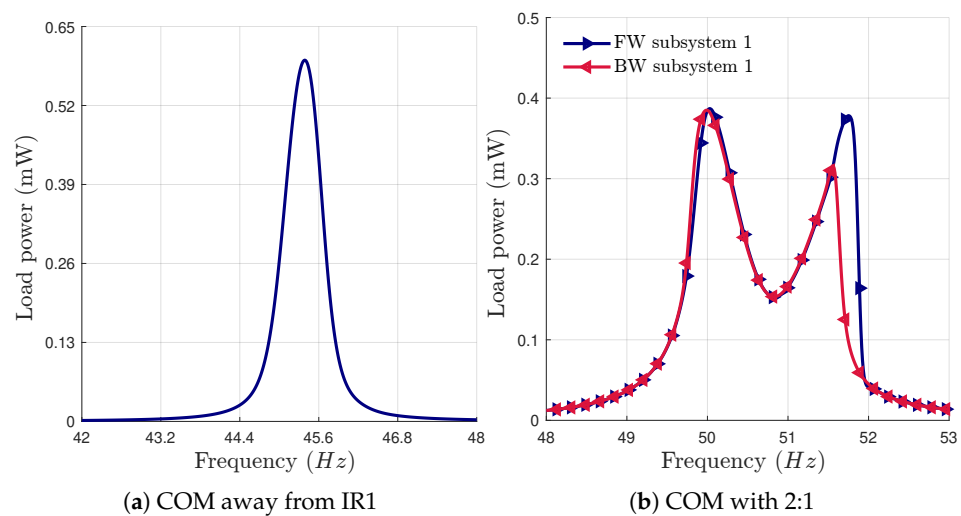 0.65
0.52
0.39
0.26
0.13
0
Load power (mW)
42 43.2 44.4 45.6 46.8 48
Frequency (Hz)
(a) COM away from IR1
FW subsystem 1
BW subsystem 1
0.5
0.4
0.3
0.2
0.1
0
Load power (mW)
48 49 50 51 52 53
Frequency (Hz)
(b) COM with 2:1